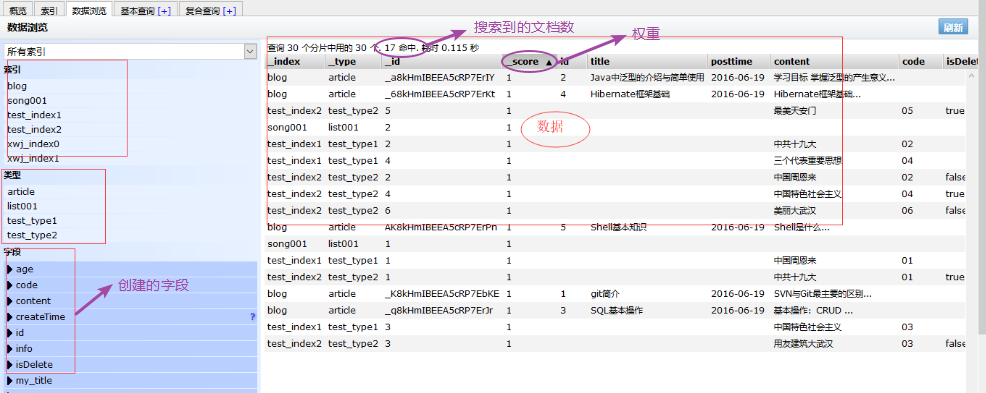 概览 索引 数据浏览 基本查询 [+] 复合查询 [+]
数据浏览 刷新
搜索到的文档数
权重
所有索引
索引
blog
song001
test_index1
test_index2
xwj_index0
xwj_index1
类型
article
list001
test_type1
test_type2
字段
age
code
content
createTime ?
id
info
isDelete
my_title
创建的字段
查询 30 个分片中用的 30 个. 17 命中. 耗时 0.115 秒
_index _type _id _score ▲ id title posttime content code isDelet
blog article _a8kHmIBEEA5cRP7ErIY 1 2 Java中泛型的介绍与简单使用 2016-06-19 学习目标 掌握泛型的产生意义...
blog article _68kHmIBEEA5cRP7ErKt 1 4 Hibernate框架基础 2016-06-19 Hibernate框架基础...
test_index2 test_type2 5 1 最美天安门 05 true
song001 list001 2 1
数据
test_index1 test_type1 2 1 中共十九大 02
test_index1 test_type1 4 1 三个代表重要思想 04
test_index2 test_type2 2 1 中国周恩来 02 false
test_index2 test_type2 4 1 中国特色社会主义 04 true
test_index2 test_type2 6 1 美丽大武汉 06 false
blog article AK8kHmIBEEA5cRP7ErPn 1 5 Shell基本知识 2016-06-19 Shell是什么...
song001 list001 1 1
test_index1 test_type1 1 1 中国周恩来 01
test_index2 test_type2 1 1 中共十九大 01 true
blog article _K8kHmIBEEA5cRP7EbKE 1 1 git简介 2016-06-19 SVN与Git最主要的区别...
blog article _q8kHmIBEEA5cRP7ErJr 1 3 SQL基本操作 2016-06-19 基本操作：CRUD ...
test_index1 test_type1 3 1 中国特色社会主义 03
test_index2 test_type2 3 1 用友建筑大武汉 03 false